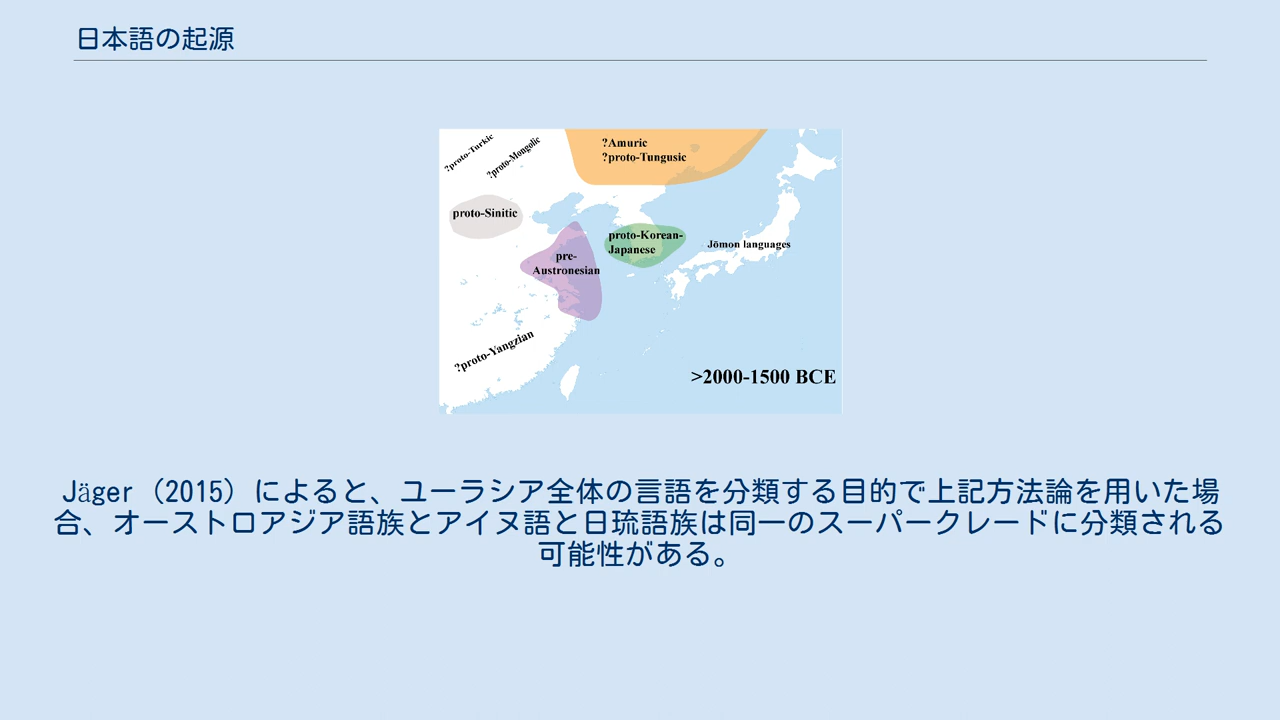 日本語の起源
?proto-Turkic
?proto-Mongolic
?Amuric
?proto-Tungusic
proto-Sinitic
proto-Korean-
Japanese
Jōmon languages
pre-
Austronesian
?proto-Yangzian
>2000-1500 BCE
Jäger（2015）によると、ユーラシア全体の言語を分類する目的で上記方法論を用いた場
合、オーストロアジア語族とアイヌ語と日琉語族は同一のスーパークレードに分類される
可能性がある。